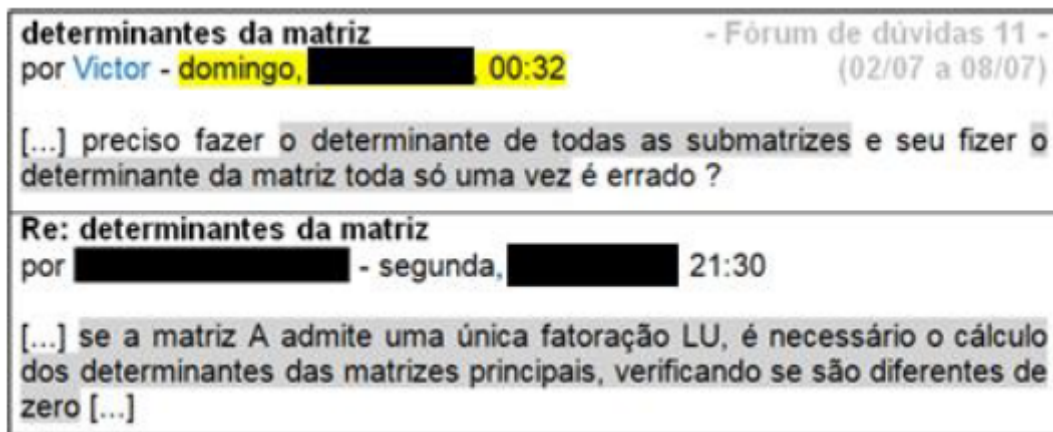 determinantes da matriz - Fórum de dúvidas 11 -
por Victor - domingo, , 00:32 (02/07 a 08/07)
[...] preciso fazer o determinante de todas as submatrizes e seu fizer o
determinante da matriz toda só uma vez é errado ?
Re: determinantes da matriz
por - segunda, 21:30
[...] se a matriz A admite uma única fatoração LU, é necessário o cálculo
dos determinantes das matrizes principais, verificando se são diferentes de
zero [...]